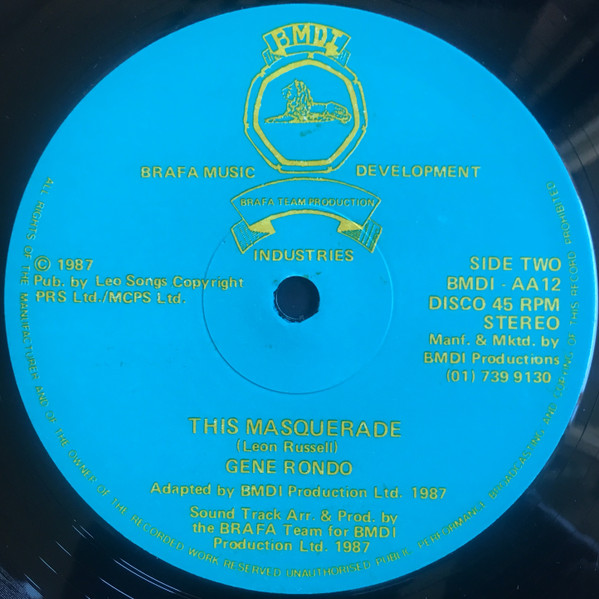 BMDI
BRAFA MUSIC DEVELOPMENT
BRAFA TEAM PRODUCTION
INDUSTRIES
© 1987
Pub. by Leo Songs Copyright
PRS Ltd./MCPS Ltd.
SIDE TWO
BMDI - AA12
DISCO 45 RPM
STEREO
Manf. & Mktd. by
BMDI Productions
(01) 739 9130
THIS MASQUERADE
(Leon Russell)
GENE RONDO
Adapted by BMDI Production Ltd. 1987
Sound Track Arr. & Prod. by
the BRAFA Team for BMDI
Production Ltd. 1987
ALL RIGHTS OF THE MANUFACTURER AND OF THE OWNER OF THE RECORDED WORK RESERVED UNAUTHORISED PUBLIC PERFORMANCE BROADCASTING AND COPYING OF THIS RECORD PROHIBITED